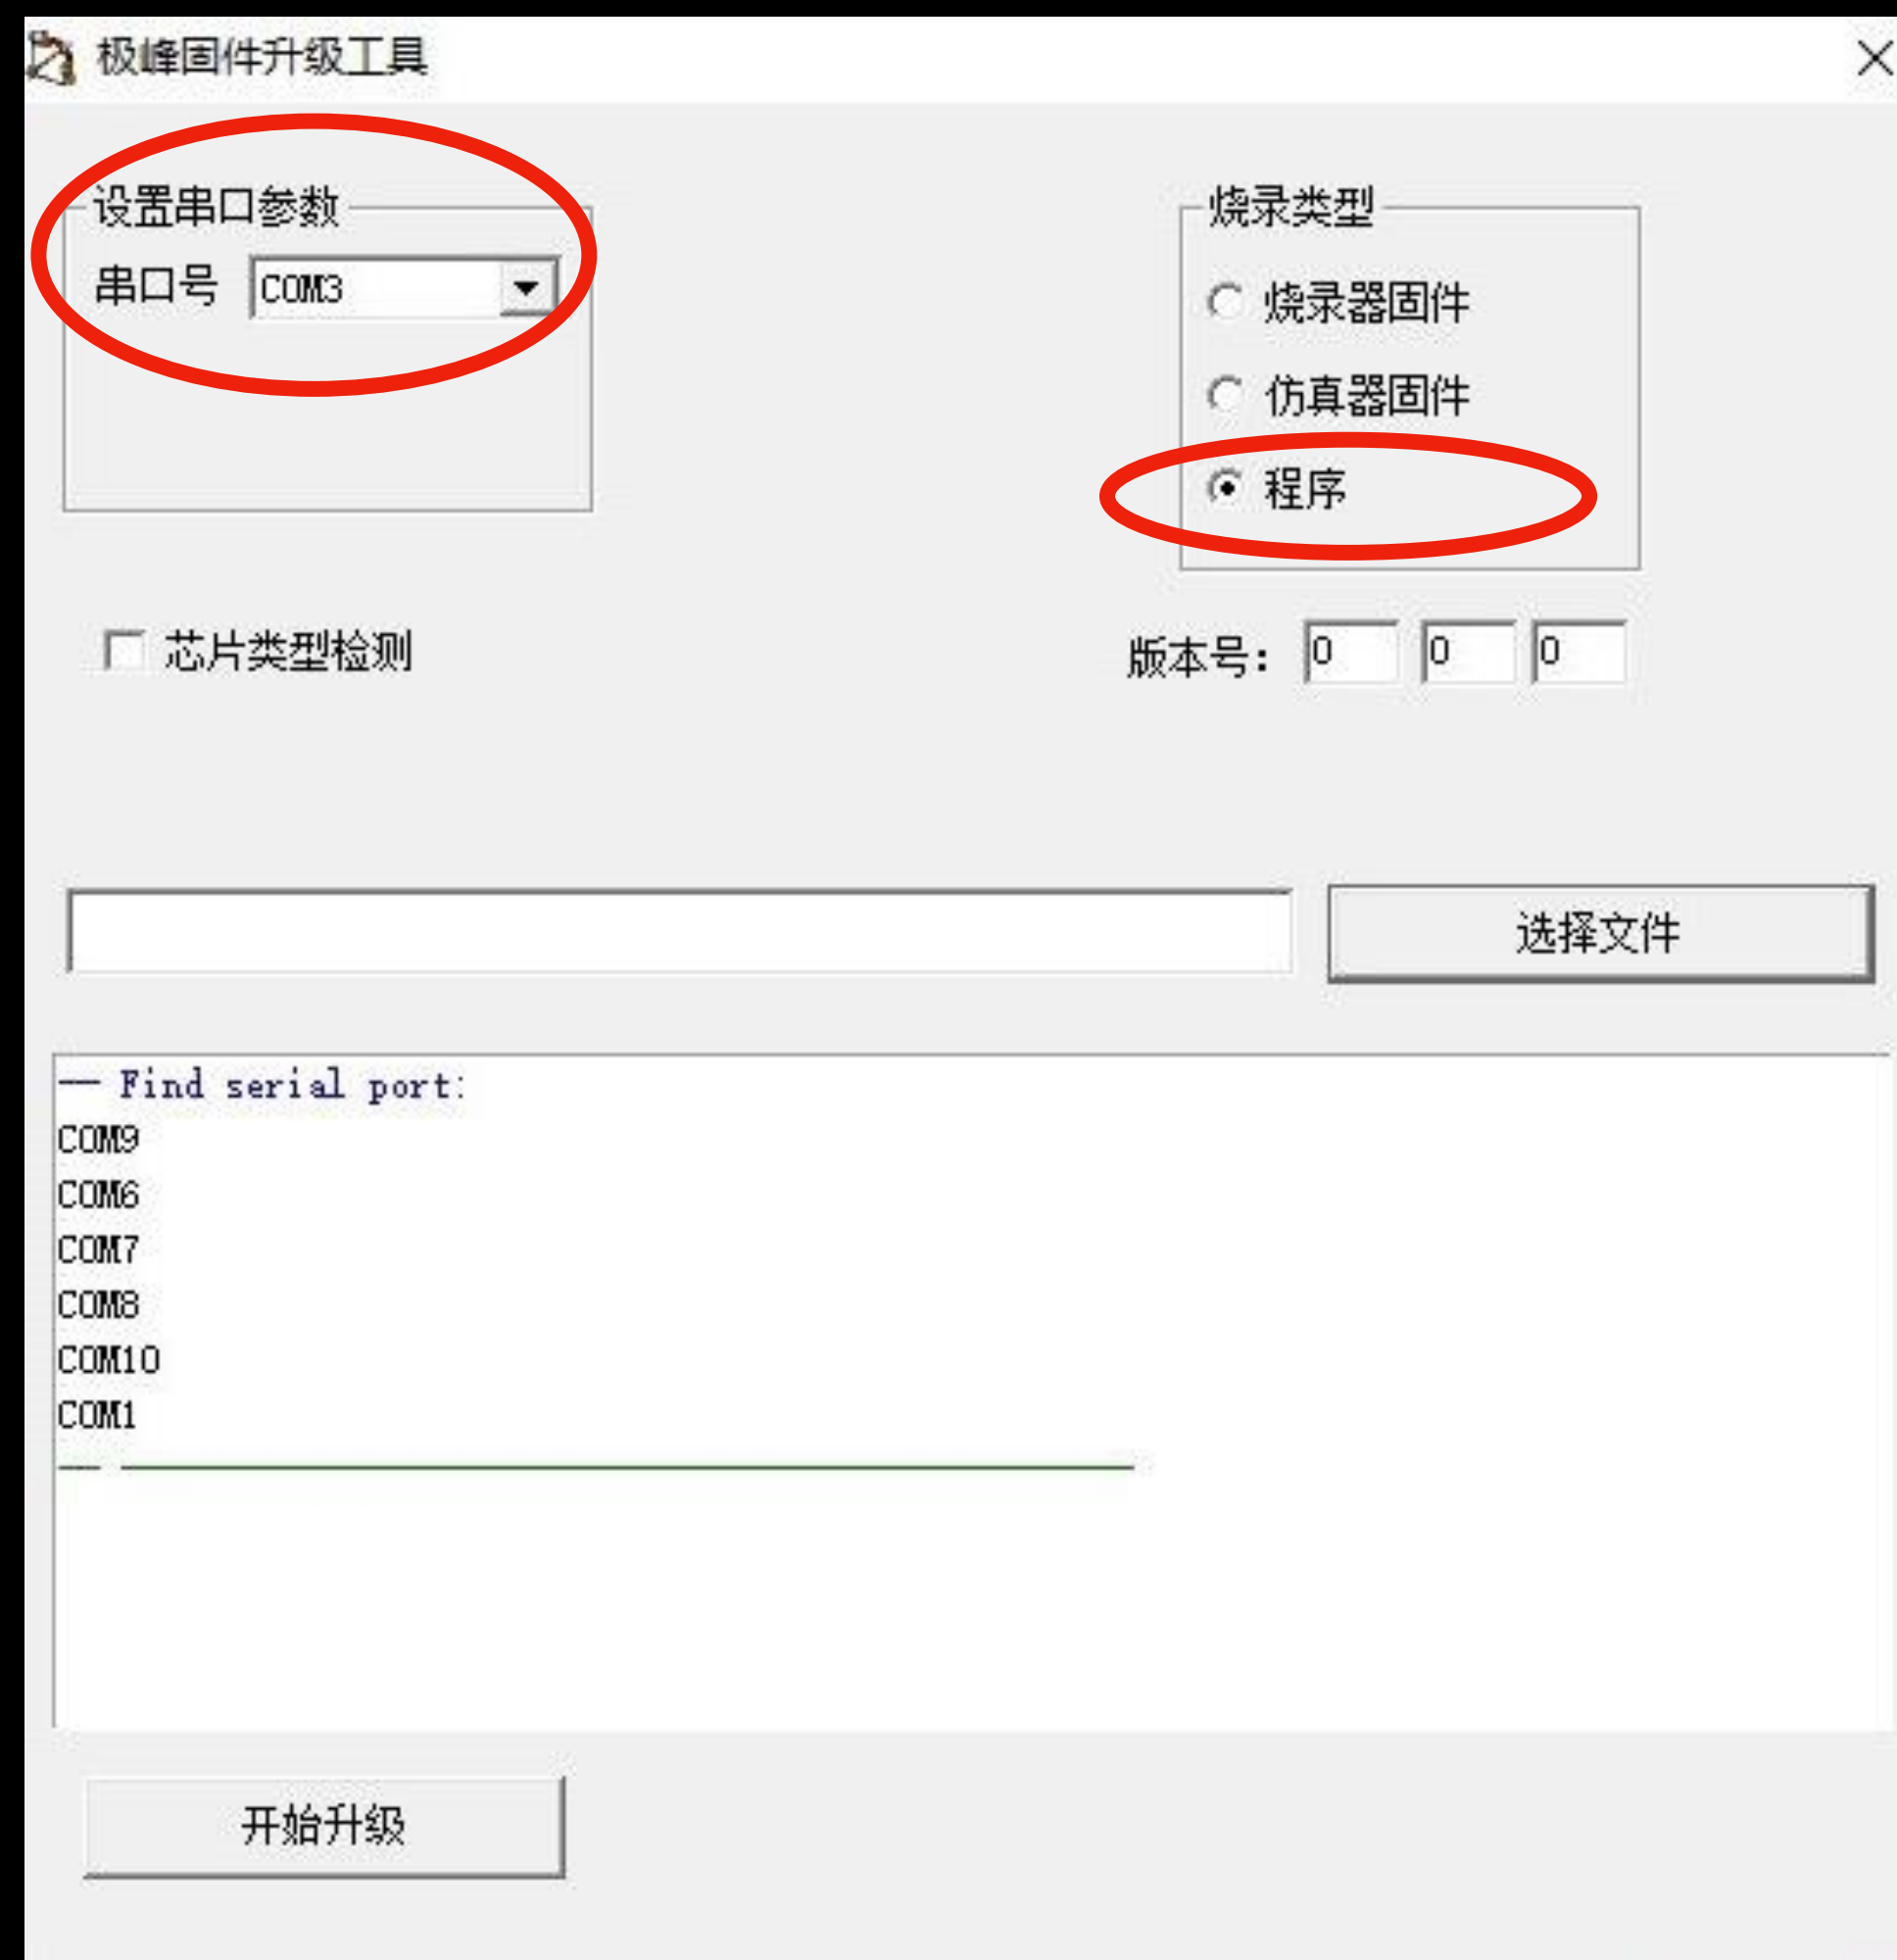 极峰固件升级工具
设置串口参数
串口号 COM3
烧录类型
烧录器固件
仿真器固件
程序
芯片类型检测
版本号: 0 0 0
选择文件
-- Find serial port:
COM9
COM6
COM7
COM8
COM10
COM1
开始升级